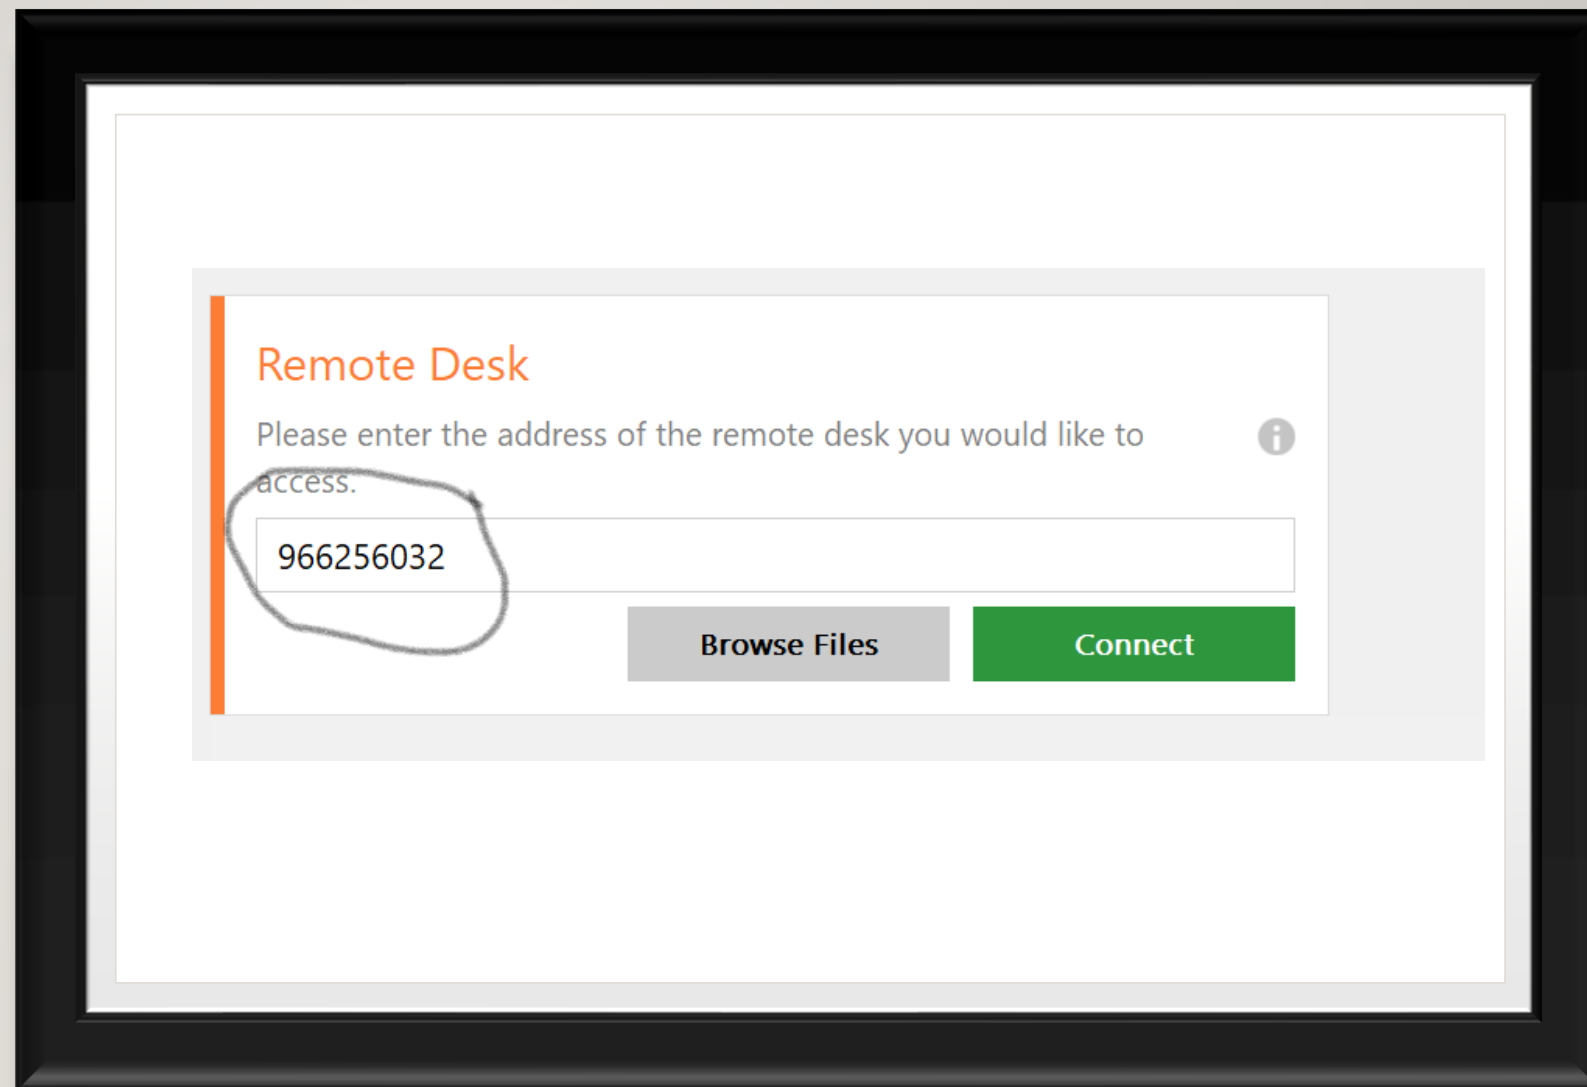 Remote Desk
Please enter the address of the remote desk you would like to
access.
966256032
Browse Files
Connect